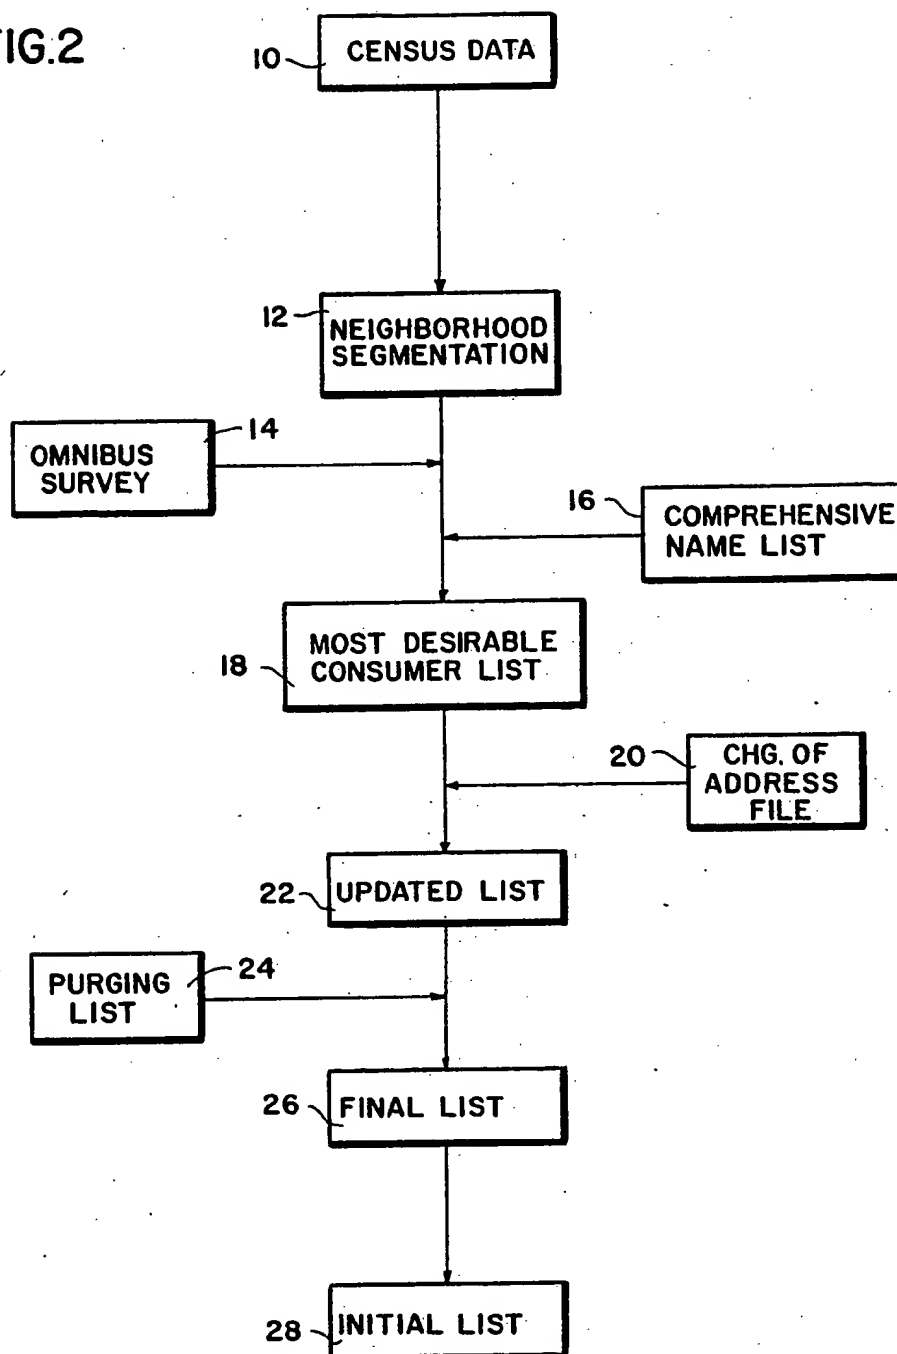 FIG.2
10
CENSUS DATA
12
NEIGHBORHOOD
SEGMENTATION
14
OMNIBUS
SURVEY
16
COMPREHENSIVE
NAME LIST
MOST DESIRABLE
CONSUMER LIST
18
20
CHG. OF
ADDRESS
FILE
22
UPDATED LIST
24
PURGING
LIST
26
FINAL LIST
28
INITIAL LIST